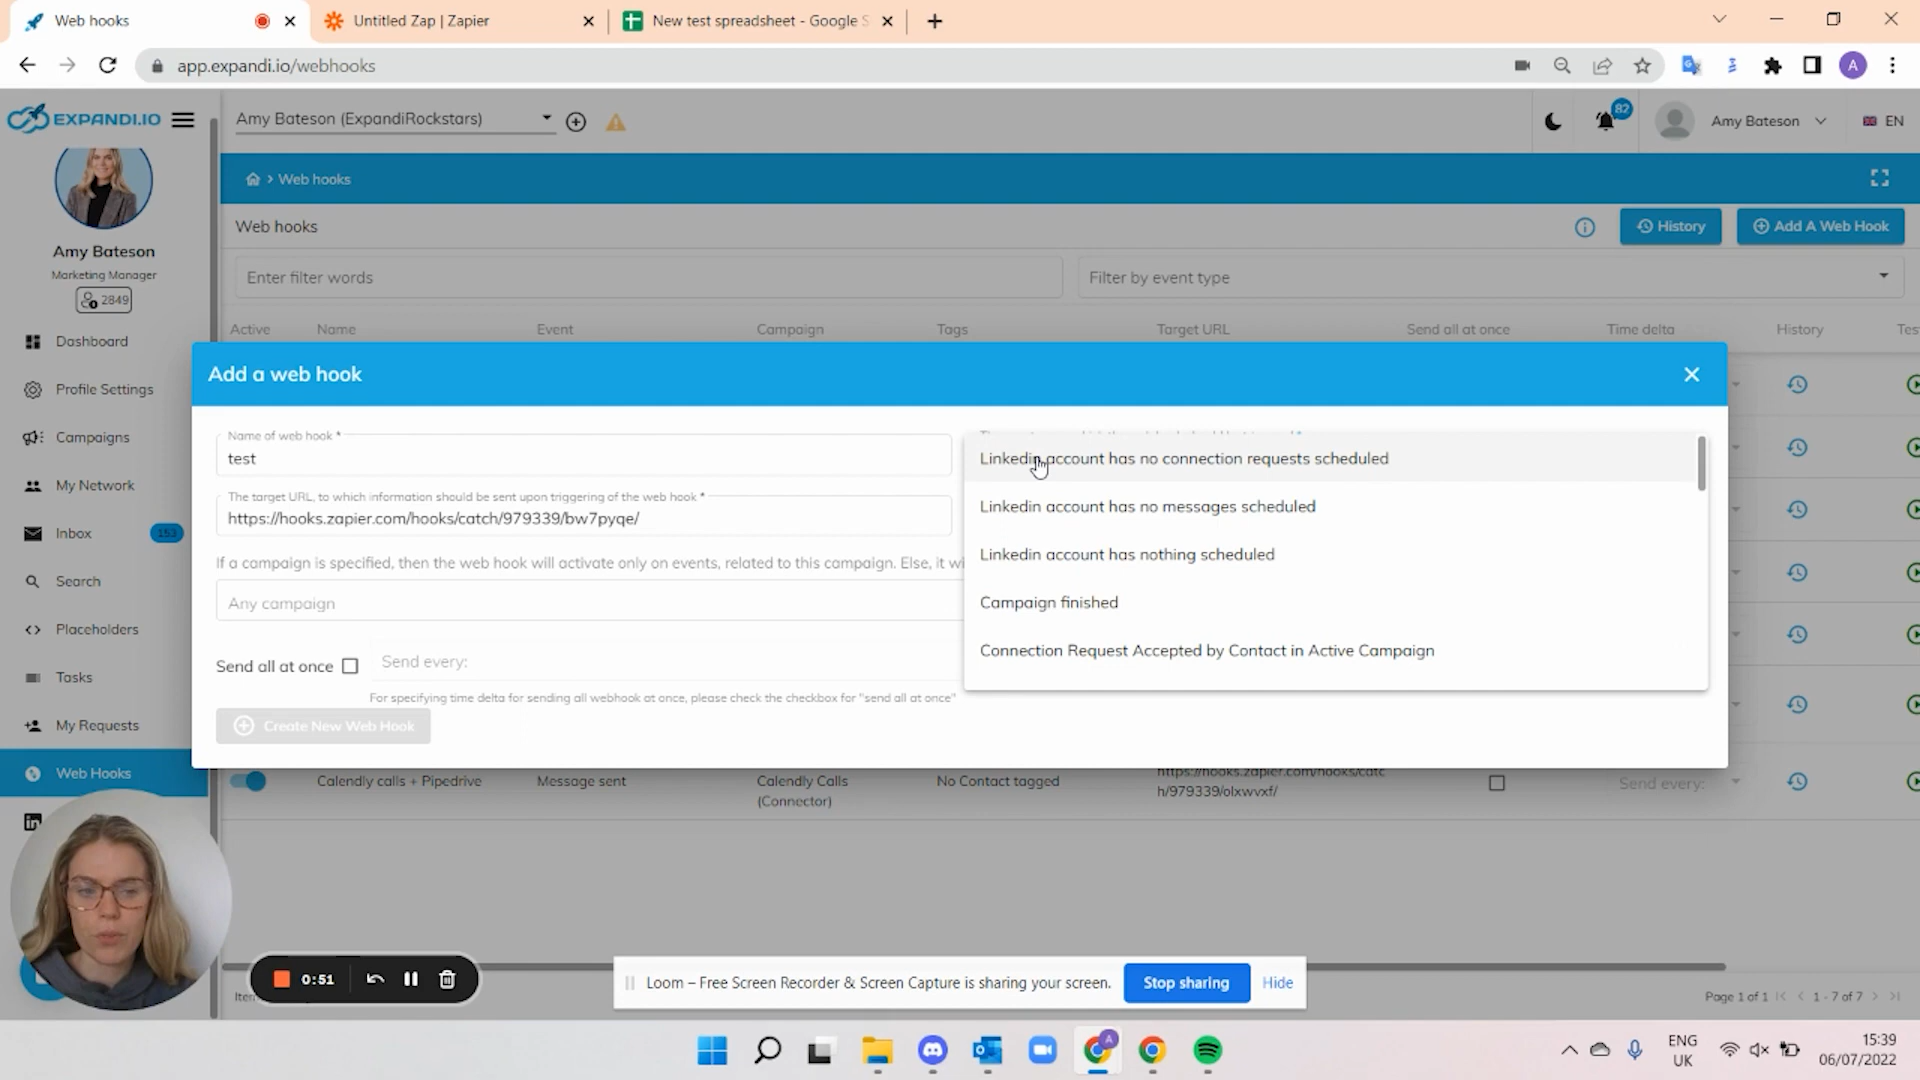 Web hooks
Untitled Zap | Zapier
New test spreadsheet - Google S
app.expandi.io/webhooks
A
EXPANDI.IO
Amy Bateson (ExpandiRockstars)
82
Amy Bateson
EN
> Web hooks
Web hooks
History
Add A Web Hook
Enter filter words
Filter by event type
Active
Name
Event
Campaign
Tags
Target URL
Send all at once
Time delta
History
Tes
Amy Bateson
Marketing Manager
2849
Dashboard
Profile Settings
Campaigns
My Network
Inbox
153
Search
Placeholders
Tasks
My Requests
Web Hooks
Add a web hook
Name of web hook *
test
The target URL, to which information should be sent upon triggering of the web hook *
https://hooks.zapier.com/hooks/catch/979339/bw7pyqe/
If a campaign is specified, then the web hook will activate only on events, related to this campaign. Else, it wi
Any campaign
Send all at once
Send every:
For specifying time delta for sending all webhook at once, please check the checkbox for "send all at once"
Create New Web Hook
Linkedin account has no connection requests scheduled
Linkedin account has no messages scheduled
Linkedin account has nothing scheduled
Campaign finished
Connection Request Accepted by Contact in Active Campaign
Calendly calls + Pipedrive
Message sent
Calendly Calls
(Connector)
No Contact tagged
https://hooks.zapier.com/hooks/catc
h/979339/olxwvxf/
Send every:
0:51
Loom – Free Screen Recorder & Screen Capture is sharing your screen.
Stop sharing
Hide
Page 1 of 1
1 - 7 of 7
ENG
UK
15:39
06/07/2022